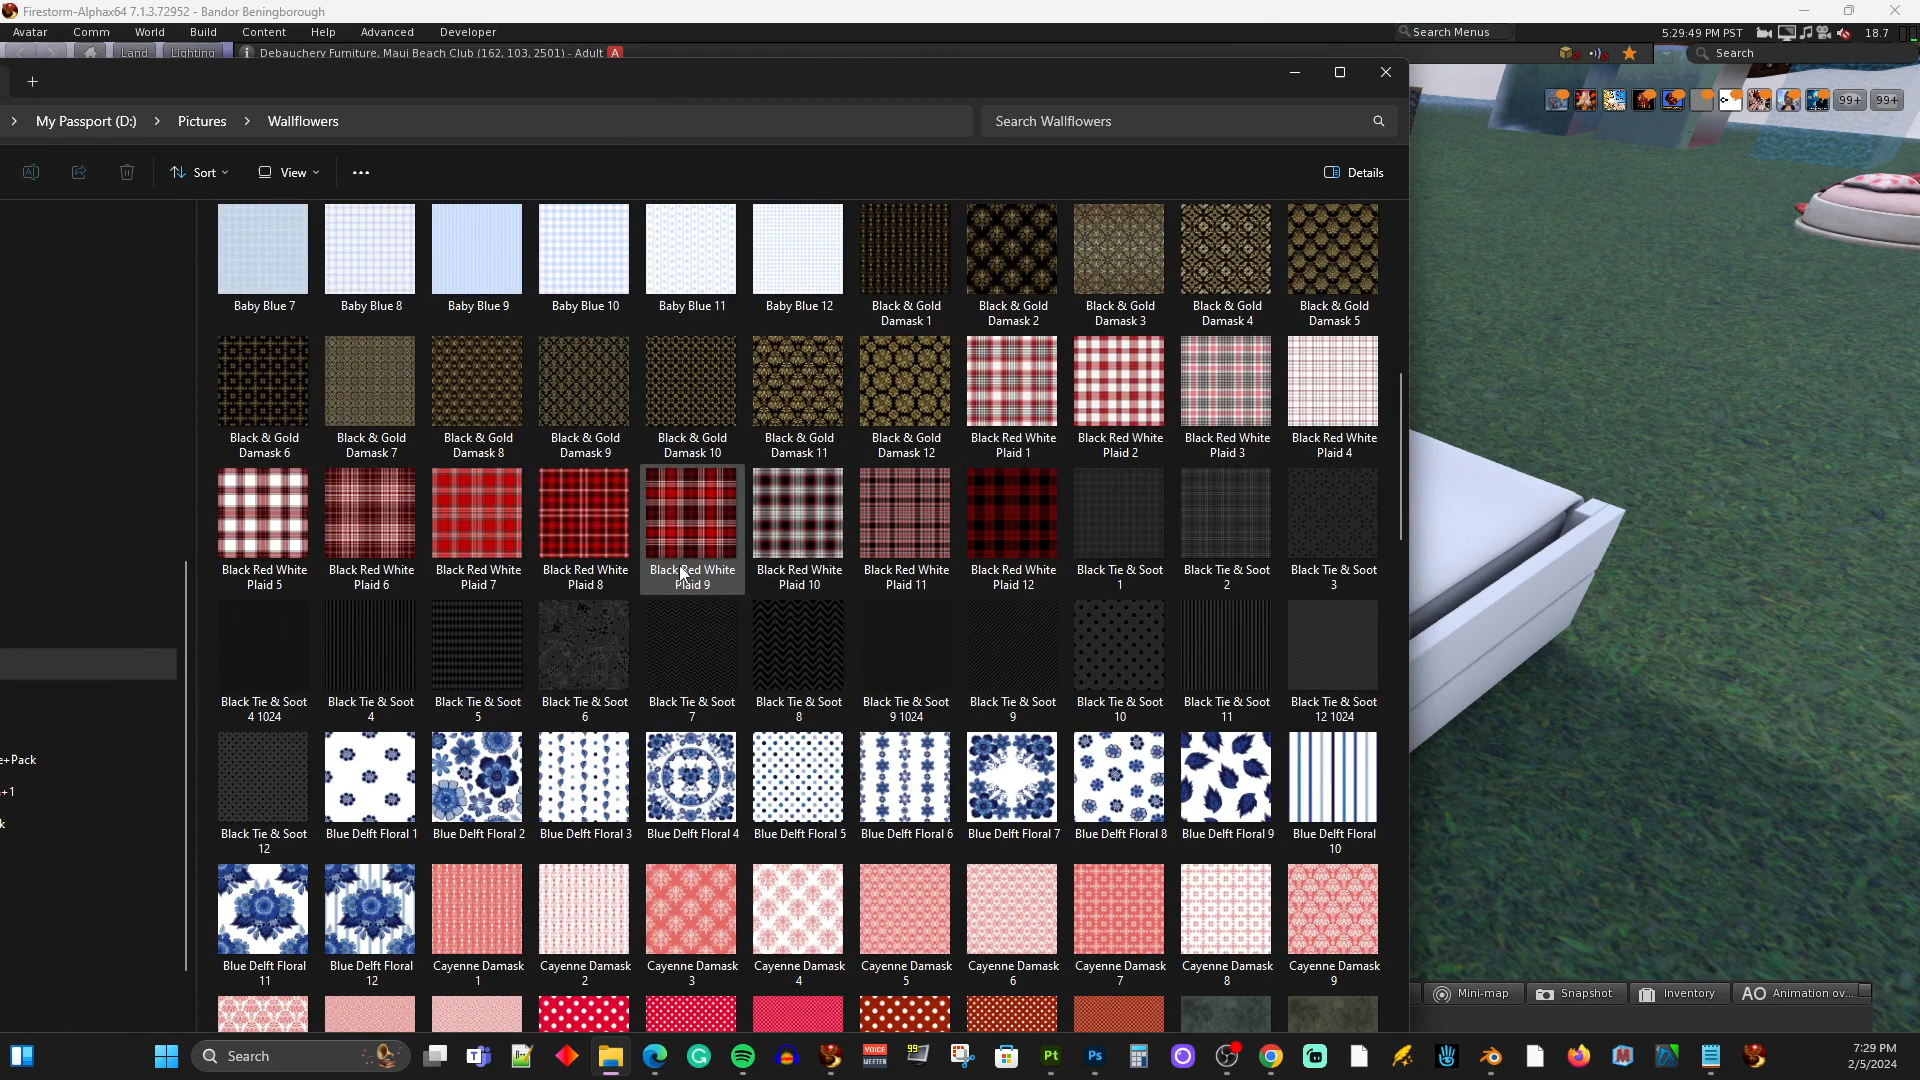 Firestorm-Alphax64 7.1.3.72952 - Bandor Beningborough
Avatar Comm World Build Content Help Advanced Developer Search Menus 5:29:49 PM PST 18.7
Land Lighting Debauchery Furniture, Maui Beach Club (162, 103, 2501) - Adult A Search
My Passport (D:) > Pictures > Wallflowers Search Wallflowers
99+ 99+
Sort View Details
Baby Blue 7 Baby Blue 8 Baby Blue 9 Baby Blue 10 Baby Blue 11 Baby Blue 12 Black & Gold Black & Gold Black & Gold Black & Gold Black & Gold
Damask 1 Damask 2 Damask 3 Damask 4 Damask 5
Black & Gold Black & Gold Black & Gold Black & Gold Black & Gold Black & Gold Black & Gold Black Red White Black Red White Black Red White Black Red White
Damask 6 Damask 7 Damask 8 Damask 9 Damask 10 Damask 11 Damask 12 Plaid 1 Plaid 2 Plaid 3 Plaid 4
Black Red White Black Red White Black Red White Black Red White Black Red White Black Red White Black Red White Black Red White Black Tie & Soot Black Tie & Soot Black Tie & Soot
Plaid 5 Plaid 6 Plaid 7 Plaid 8 Plaid 9 Plaid 10 Plaid 11 Plaid 12 1 2 3
Black Tie & Soot Black Tie & Soot Black Tie & Soot Black Tie & Soot Black Tie & Soot Black Tie & Soot Black Tie & Soot Black Tie & Soot Black Tie & Soot Black Tie & Soot Black Tie & Soot
4 1024 4 5 6 7 8 9 1024 9 10 11 12 1024
e+Pack
+1
k
Black Tie & Soot Blue Delft Floral 1 Blue Delft Floral 2 Blue Delft Floral 3 Blue Delft Floral 4 Blue Delft Floral 5 Blue Delft Floral 6 Blue Delft Floral 7 Blue Delft Floral 8 Blue Delft Floral 9 Blue Delft Floral
12 10
Blue Delft Floral Blue Delft Floral Cayenne Damask Cayenne Damask Cayenne Damask Cayenne Damask Cayenne Damask Cayenne Damask Cayenne Damask Cayenne Damask Cayenne Damask
11 12 1 2 3 4 5 6 7 8 9
Mini-map Snapshot Inventory AO Animation ov...
Search VOICE MEETER 99 Pt Ps 7:29 PM
2/5/2024